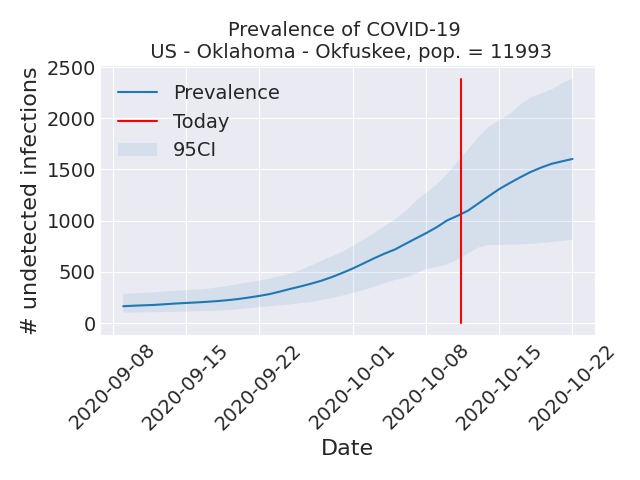 Prevalence of COVID-19
US - Oklahoma - Okfuskee, pop. = 11993
2500
2000
1500
1000
500
0
# undetected infections
Prevalence
Today
95CI
2020-09-08
2020-09-15
2020-09-22
2020-10-01
2020-10-08
2020-10-15
2020-10-22
Date